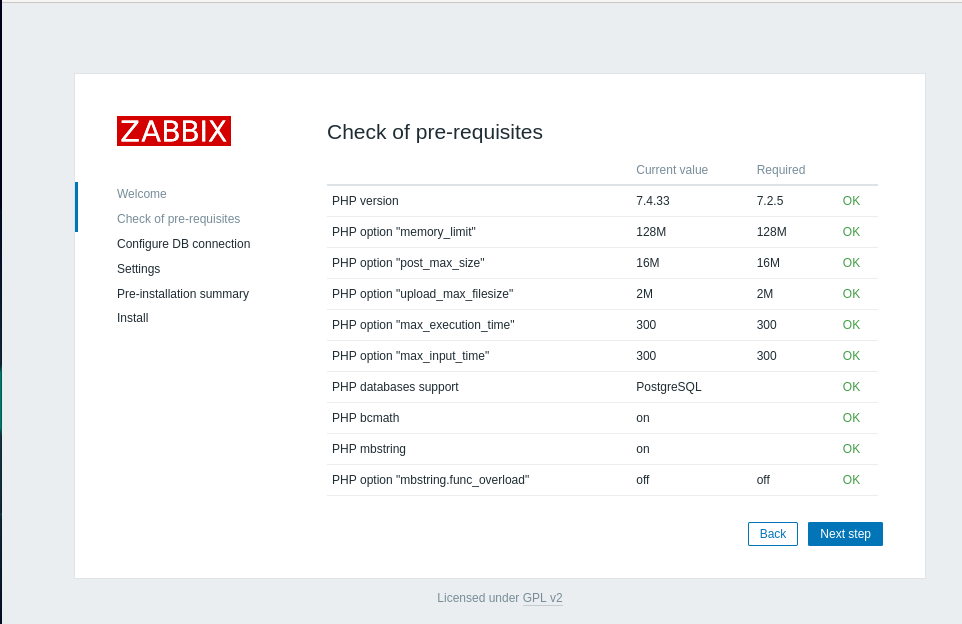 ZABBIX
Welcome
Check of pre-requisites
Configure DB connection
Settings
Pre-installation summary
Install
Check of pre-requisites
Current value Required
PHP version 7.4.33 7.2.5 OK
PHP option "memory_limit" 128M 128M OK
PHP option "post_max_size" 16M 16M OK
PHP option "upload_max_filesize" 2M 2M OK
PHP option "max_execution_time" 300 300 OK
PHP option "max_input_time" 300 300 OK
PHP databases support PostgreSQL OK
PHP bcmath on OK
PHP mbstring on OK
PHP option "mbstring.func_overload" off off OK
Back Next step
Licensed under GPL v2